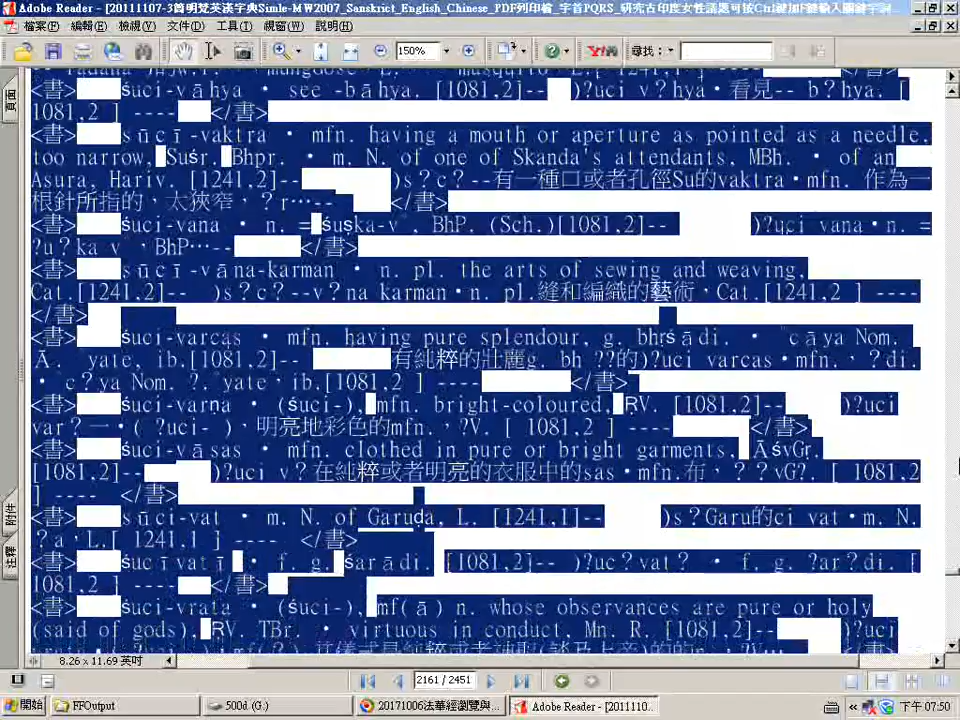 Adobe Reader - [20111107-3首明梵英漢字典Simle-MW2007_Sanskrict_English_Chinese_PDF列印檔_字首PQRS_研究古印度女性議題可按Ctrl鍵加F鍵輸入關鍵字
檔案(F) 編輯(E) 檢視(V) 文件(D) 工具(T) 視窗(W) 說明(H)
150% 尋找：
頁面
<書> śuci-vāhya • see -bāhya. [1081,2]-- )?uci v?hya・看見-- b?hya. [
1081,2] ---- </書>
<書> sūcī-vaktra • mfn. having a mouth or aperture as pointed as a needle,
too narrow, Suśr. Bhpr. • m. N. of one of Skanda's attendants, MBh. • of an
Asura, Hariv. [1241,2]-- )s?c?--有一種口或者孔徑Su的vaktra・mfn. 作為一
根針所指的，太狹窄，?r…-- </書>
<書> śuci-vana • n. = śuṣka-v , BhP. (Sch.)[1081,2]-- )?uci vana・n. =
?u?ka v ，BhP…-- </書>
<書> sūcī-vāna-karman • n. pl. the arts of sewing and weaving,
Cat.[1241,2]-- )s?c?--v?na karman・n. pl.縫和編織的藝術，Cat.[1241,2 ] ----
</書>
<書> śuci-varcas • mfn. having pure splendour, g. bhṛśādi. • °cāya Nom.
Ā. °yate, ib.[1081,2]-- 有純粹的壯麗g. bh ??的)?uci varcas・mfn.，?di.
・°c?ya Nom. ?.°yate，ib.[1081,2 ] ---- </書>
<書> śuci-varṇa • (śuci-), mfn. bright-coloured, ṚV. [1081,2]-- )?uci
var?一・( ?uci- )，明亮地彩色的mfn.，?V. [ 1081,2 ] ---- </書>
<書> śuci-vāsas • mfn. clothed in pure or bright garments, ĀśvGṛ.
[1081,2]-- )?uci v?在純粹或者明亮的衣服中的sas・mfn.布，??vG?. [ 1081,2
] ---- </書>
<書> sūci-vat • m. N. of Garuḍa, L. [1241,1]-- )s?Garu的ci vat・m. N.
?a，L.[ 1241,1 ] ---- </書>
<書> śucīvatī • f. g. śarādi. [1081,2]-- )?uc?vat?・f. g. ?ar?di. [
1081,2 ] ---- </書>
<書> śuci-vrata • (śuci-), mf(ā) n. whose observances are pure or holy
(said of gods), ṚV. TBr. • virtuous in conduct, Mn. R. [1081,2]-- )?uci
附件
注釋
8.26 x 11.69 英吋
2161 / 2451
開始 FFOutput 500d (G:) 20171006法華經瀏覽與... Adobe Reader - [2011110... 下午 07:50